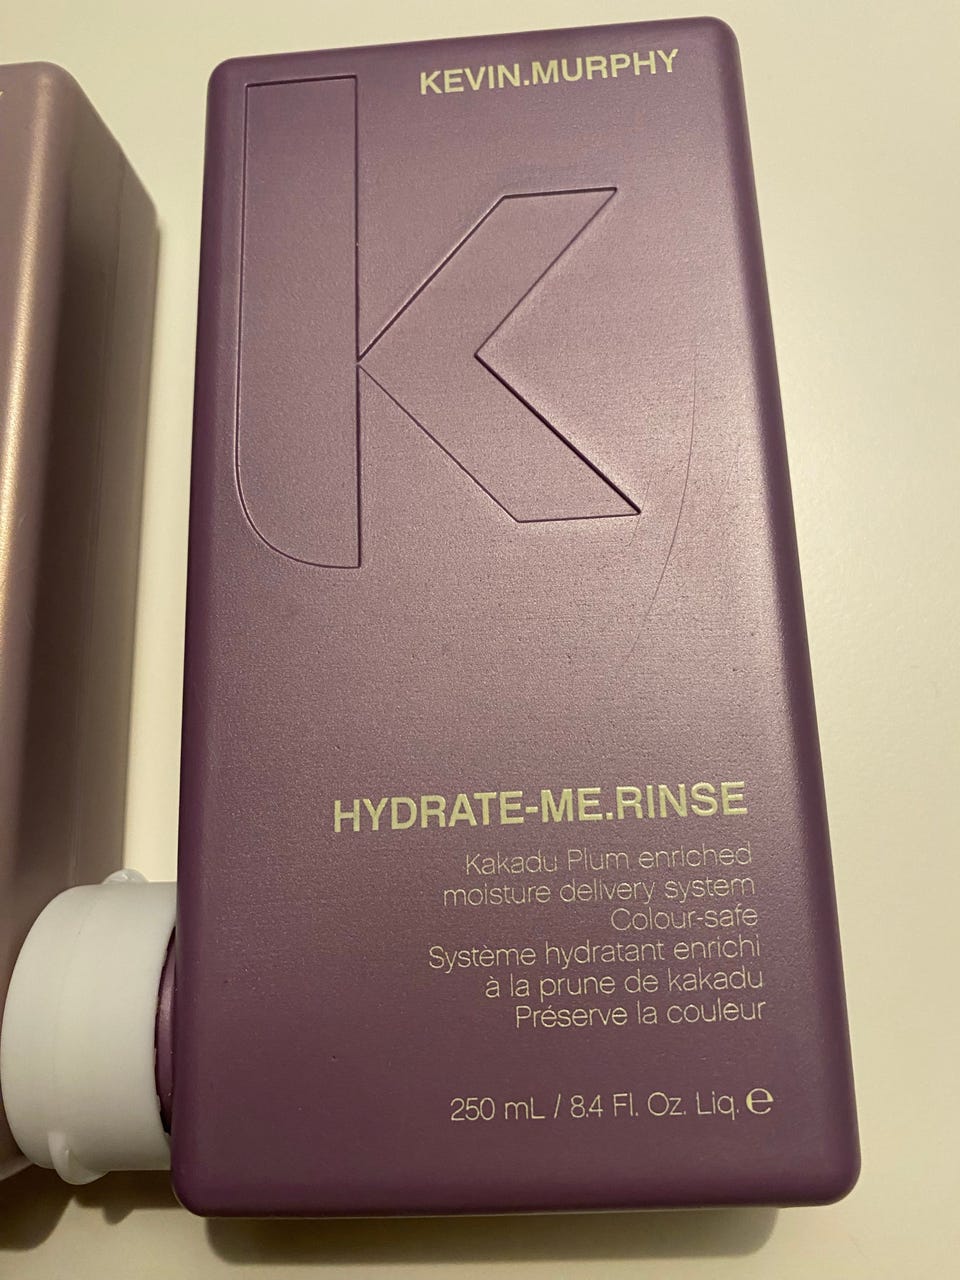 KEVIN.MURPHY
K
HYDRATE-ME.RINSE
Kakadu Plum enriched
moisture delivery system
Colour-safe
Système hydratant enrichi
à la prune de kakadu
Préserve la couleur
250 mL / 8.4 Fl. Oz. Liq. ℮